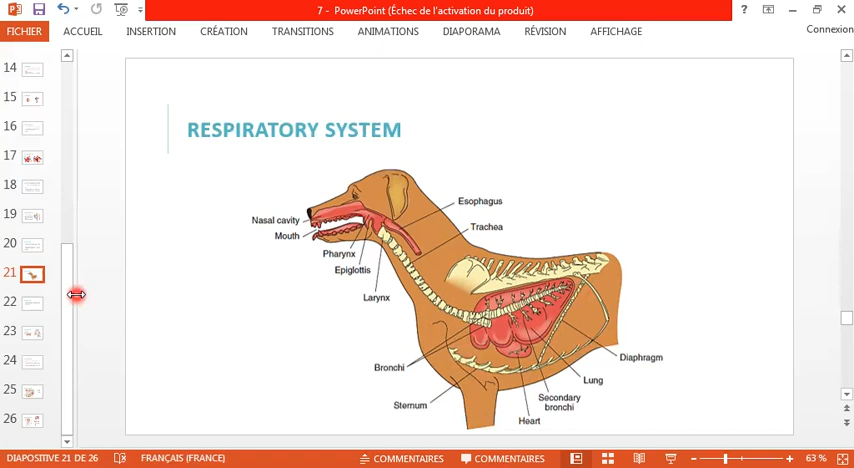 7 - PowerPoint (Échec de l'activation du produit)
FICHIER ACCUEIL INSERTION CRÉATION TRANSITIONS ANIMATIONS DIAPORAMA RÉVISION AFFICHAGE Connexion
14
15
16
17
18
19
20
21
22
23
24
25
26
RESPIRATORY SYSTEM
Esophagus
Nasal cavity
Trachea
Mouth
Pharynx
Epiglottis
Larynx
Diaphragm
Bronchi
Lung
Secondary
bronchi
Sternum
Heart
DIAPOSITIVE 21 DE 26 FRANÇAIS (FRANCE) COMMENTAIRES COMMENTAIRES 63 %